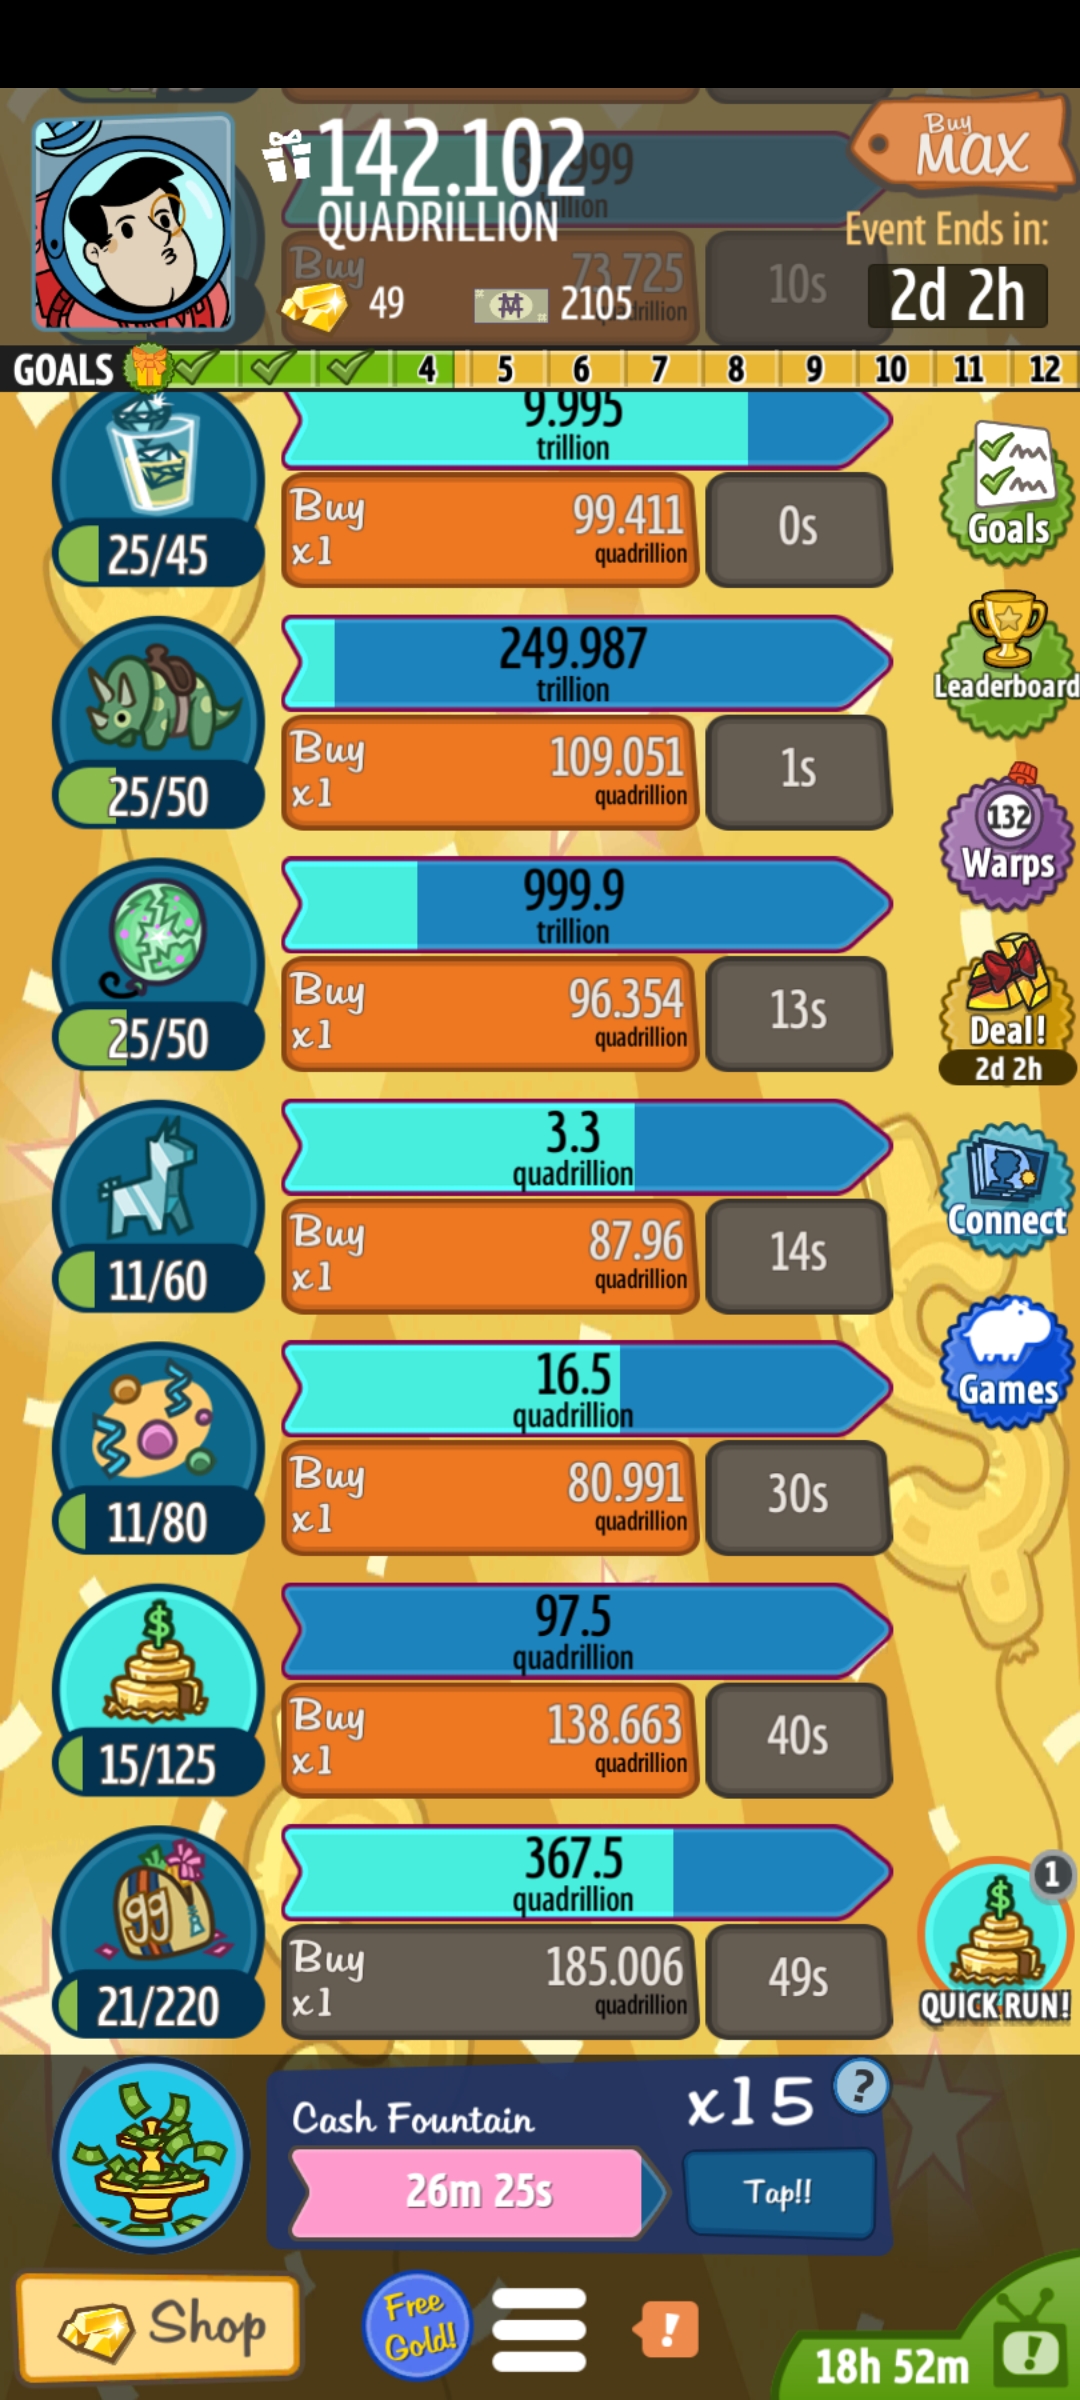 142.102
QUADRILLION
Buy
MAX
Event Ends in:
2d 2h
49
2105
Buy
73.725
10s
GOALS
4 5 6 7 8 9 10 11 12
9.995
trillion
Buy
x1
99.411
quadrillion
0s
25/45
Goals
249.987
trillion
Leaderboard
Buy
x1
109.051
quadrillion
1s
25/50
132
Warps
999.9
trillion
Buy
x1
96.354
quadrillion
13s
25/50
Deal!
2d 2h
3.3
quadrillion
Connect
Buy
x1
87.96
quadrillion
14s
11/60
Games
16.5
quadrillion
Buy
x1
80.991
quadrillion
30s
11/80
$
97.5
quadrillion
Buy
x1
138.663
quadrillion
40s
15/125
367.5
quadrillion
99
Buy
x1
185.006
quadrillion
49s
21/220
1
$
QUICK RUN!
Cash Fountain
x15
?
26m 25s
Tap!!
Shop
Free
Gold!
!
18h 52m
!